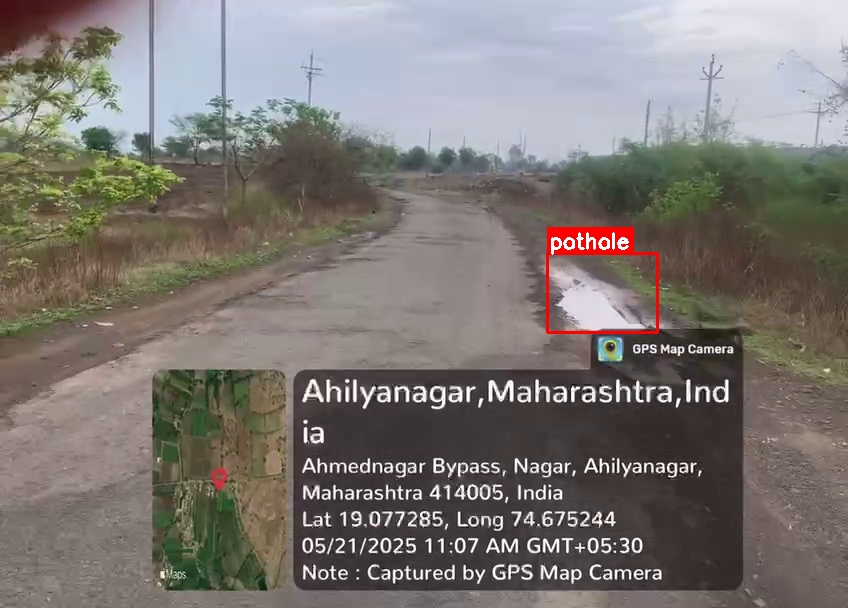 pothole
GPS Map Camera
Ahilyanagar,Maharashtra,Ind
ia
Ahmednagar Bypass, Nagar, Ahilyanagar,
Maharashtra 414005, India
Lat 19.077285, Long 74.675244
05/21/2025 11:07 AM GMT+05:30
Note : Captured by GPS Map Camera
Maps